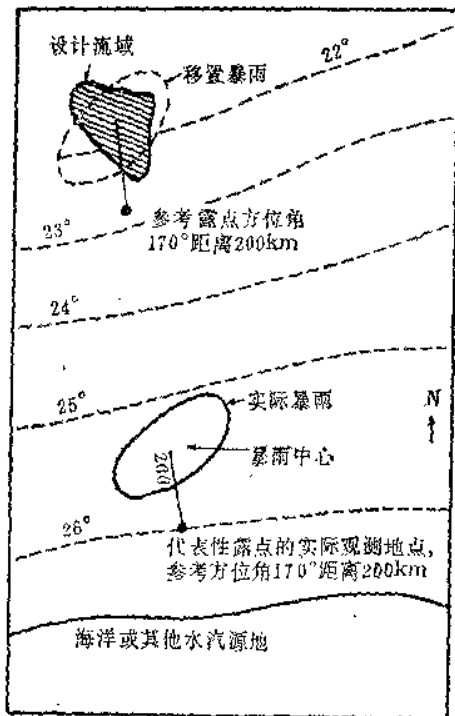 设计流域
移置暴雨
22°
参考露点方位角
170°距离200km
23°
24°
25°
实际暴雨
N
暴雨中心
200
26°
代表性露点的实际观测地点,
参考方位角170°距离200km
海洋或其他水汽源地